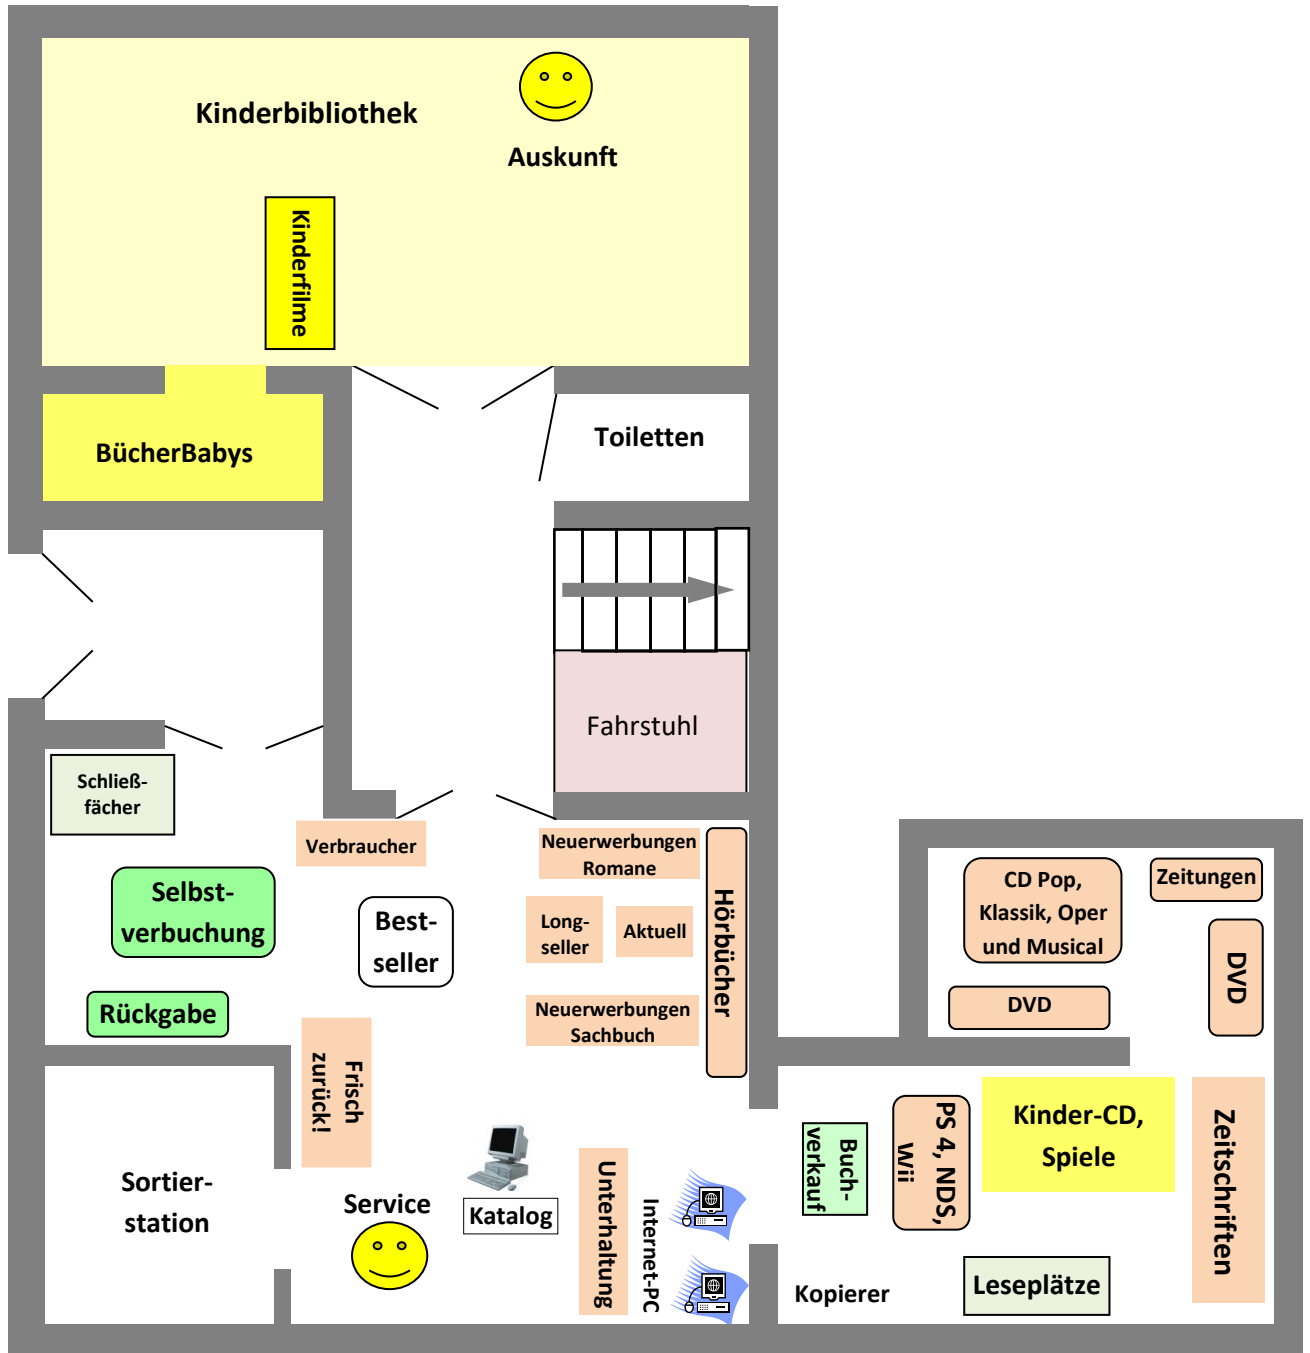 Kinderbibliothek
Auskunft
Kinderfilme
BücherBabys
Toiletten
Fahrstuhl
Schließ-
fächer
Verbraucher
Neuerwerbungen
Romane
Hörbücher
Selbst-
verbuchung
Best-
seller
Long-
seller
Aktuell
Rückgabe
Neuerwerbungen
Sachbuch
Frisch
zurück!
CD Pop,
Klassik, Oper
und Musical
Zeitungen
DVD
DVD
Sortier-
station
Service
Katalog
Unterhaltung
Internet-PC
Buch-
verkauf
PS 4, NDS,
Wii
Kinder-CD,
Spiele
Zeitschriften
Kopierer
Leseplätze